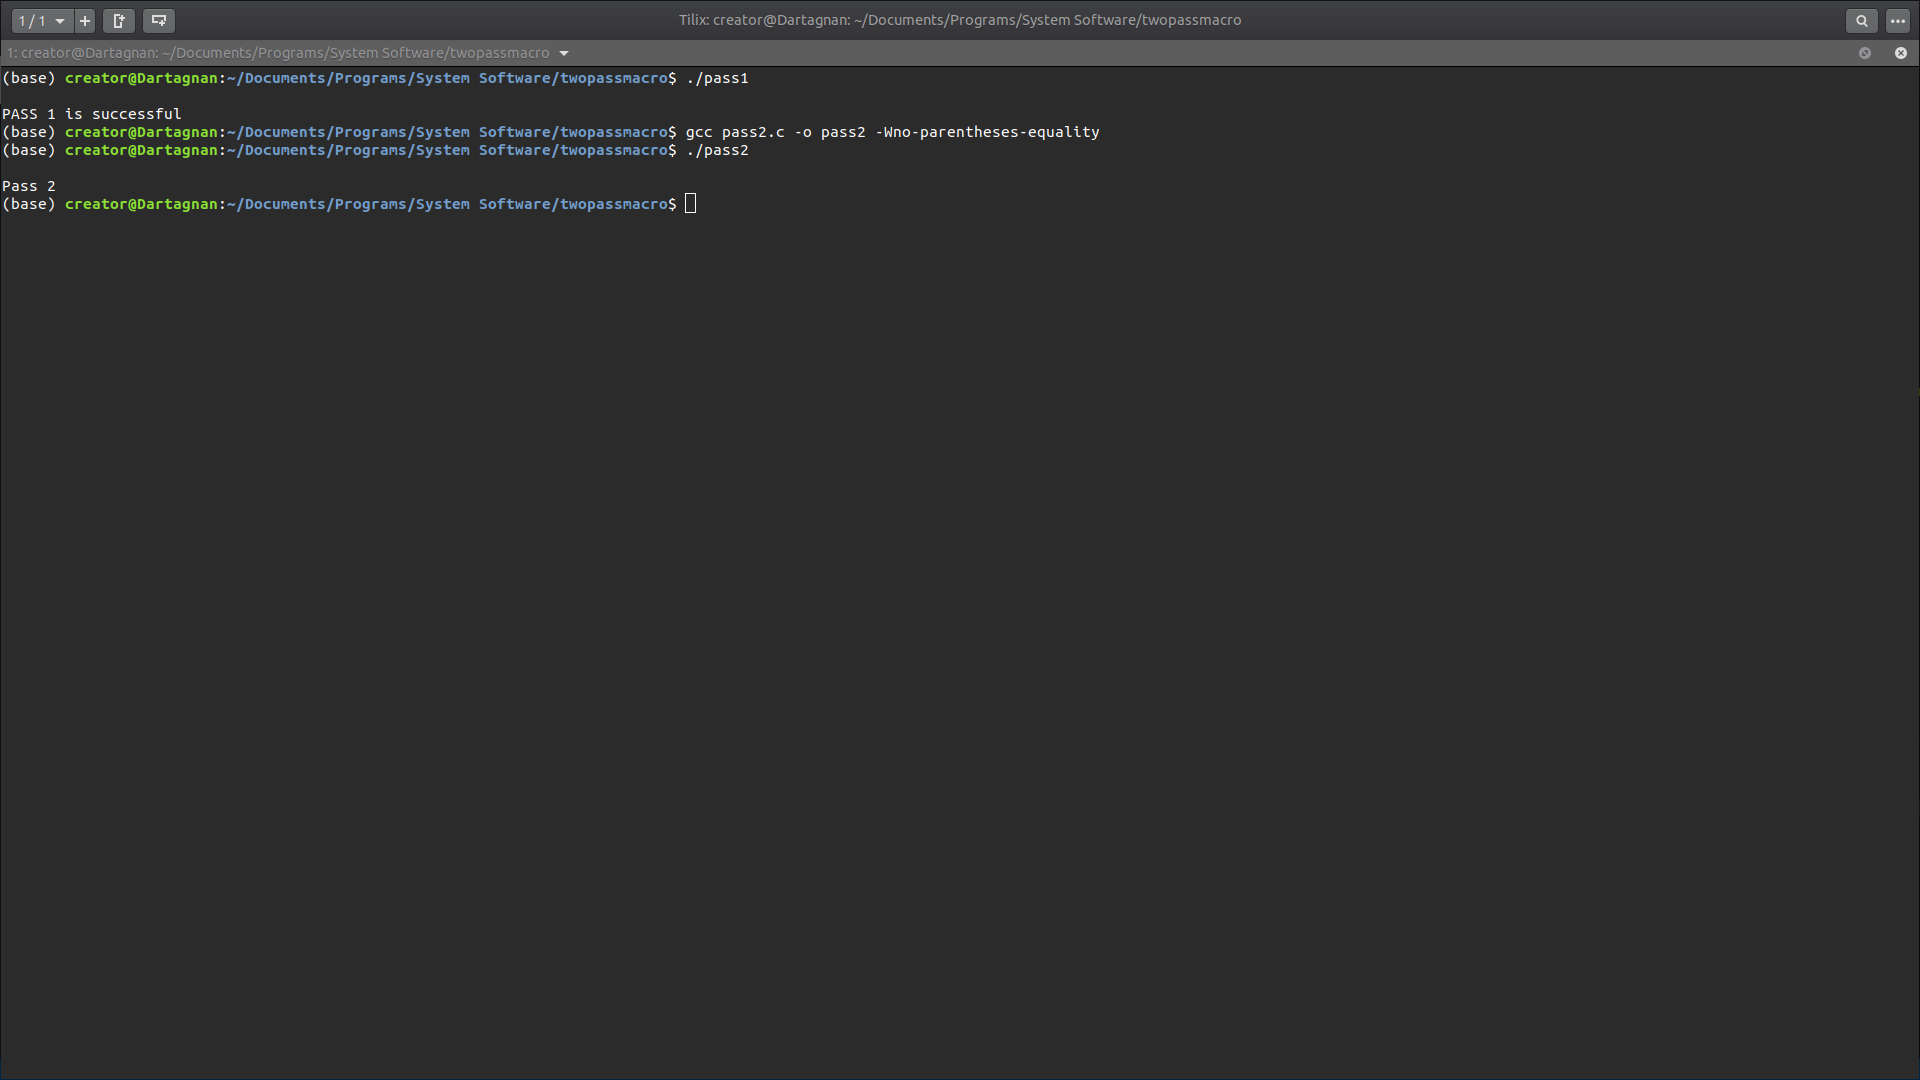 1 / 1
Tilix: creator@Dartagnan: ~/Documents/Programs/System Software/twopassmacro
1: creator@Dartagnan: ~/Documents/Programs/System Software/twopassmacro
(base) creator@Dartagnan:~/Documents/Programs/System Software/twopassmacro$ ./pass1
PASS 1 is successful
(base) creator@Dartagnan:~/Documents/Programs/System Software/twopassmacro$ gcc pass2.c -o pass2 -Wno-parentheses-equality
(base) creator@Dartagnan:~/Documents/Programs/System Software/twopassmacro$ ./pass2
Pass 2
(base) creator@Dartagnan:~/Documents/Programs/System Software/twopassmacro$